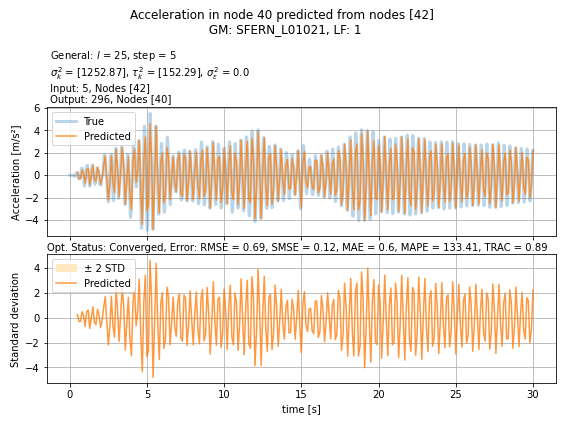 Acceleration in node 40 predicted from nodes [42]
GM: SFERN_L01021, LF: 1
General: l = 25, step = 5
σ²ₖ = [1252.87], τ²ₖ = [152.29], σ²ε = 0.0
Input: 5, Nodes [42]
Output: 296, Nodes [40]
6
4
2
0
−2
−4
Acceleration [m/s²]
True
Predicted
Opt. Status: Converged, Error: RMSE = 0.69, SMSE = 0.12, MAE = 0.6, MAPE = 133.41, TRAC = 0.89
4
2
0
−2
−4
Standard deviation
± 2 STD
Predicted
0 5 10 15 20 25 30
time [s]